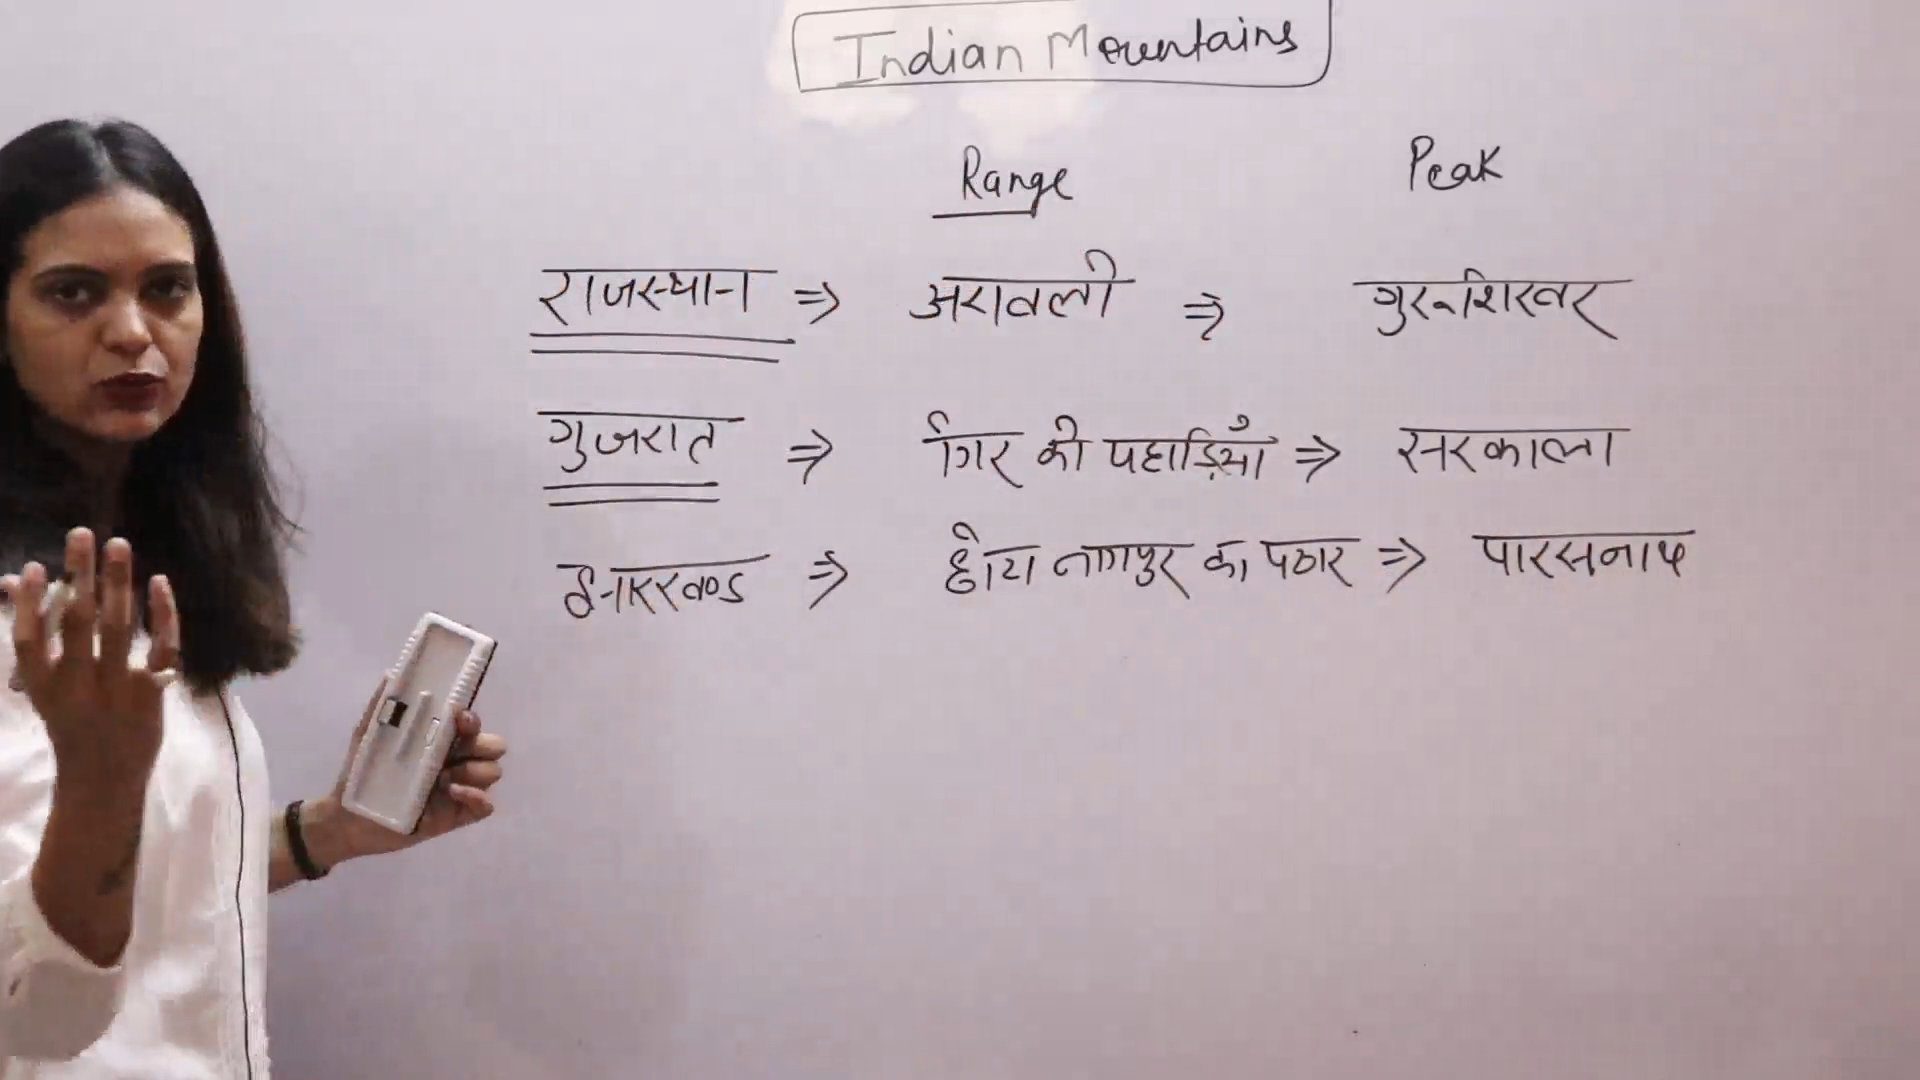 Indian Mountains
Range Peak
राजस्थान ⇒ अरावली ⇒ गुरूशिखर
गुजरात ⇒ गिर की पहाड़ियाँ ⇒ सरकाला
झारखण्ड ⇒ छोटा नागपुर का पठार ⇒ पारसनाथ